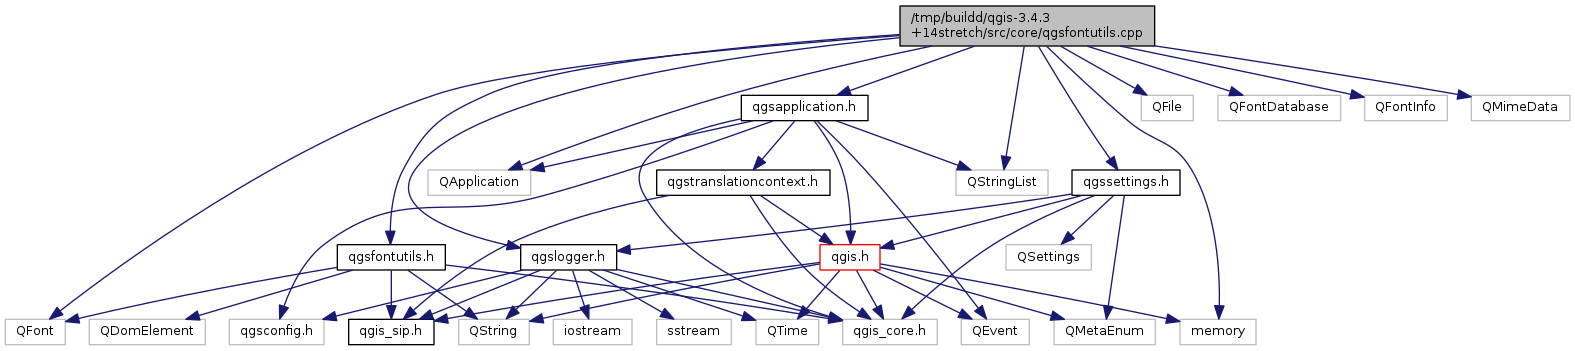 /tmp/buildd/qgis-3.4.3
+14stretch/src/core/qgsfontutils.cpp
qgsapplication.h
QFile
QFontDatabase
QFontInfo
QMimeData
QApplication
qgstranslationcontext.h
QStringList
qgssettings.h
qgsfontutils.h
qgslogger.h
qgis.h
QSettings
QFont
QDomElement
qgsconfig.h
qgis_sip.h
QString
iostream
sstream
QTime
qgis_core.h
QEvent
QMetaEnum
memory